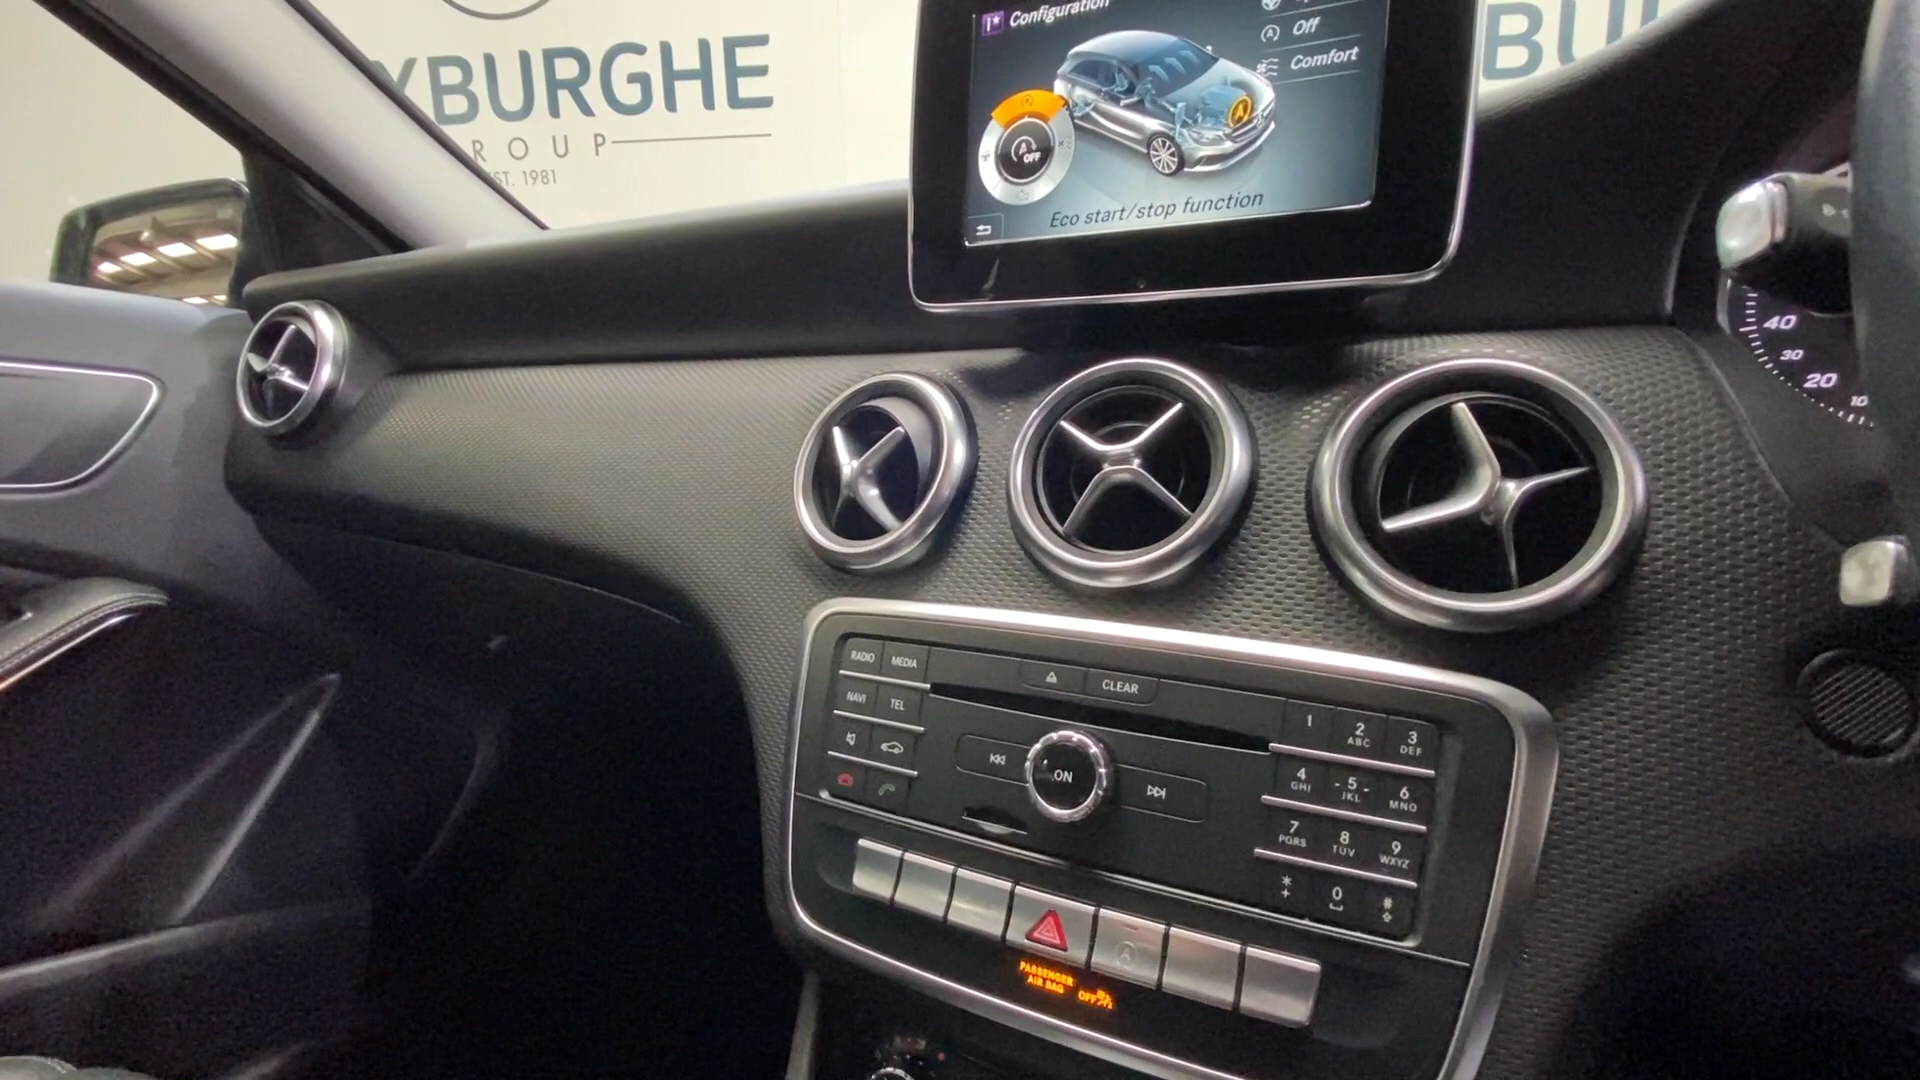 XBURGHE
ROUP
EST. 1981
BU
Configuration
Off
Comfort
A OFF
Eco start/stop function
40
30
20
10
RADIO MEDIA
NAVI TEL
CLEAR
ON
1 2 ABC 3 DEF
4 GHI - 5 - JKL 6 MNO
7 PQRS 8 TUV 9 WXYZ
* + 0 #
A
PASSENGER
AIR BAG OFF